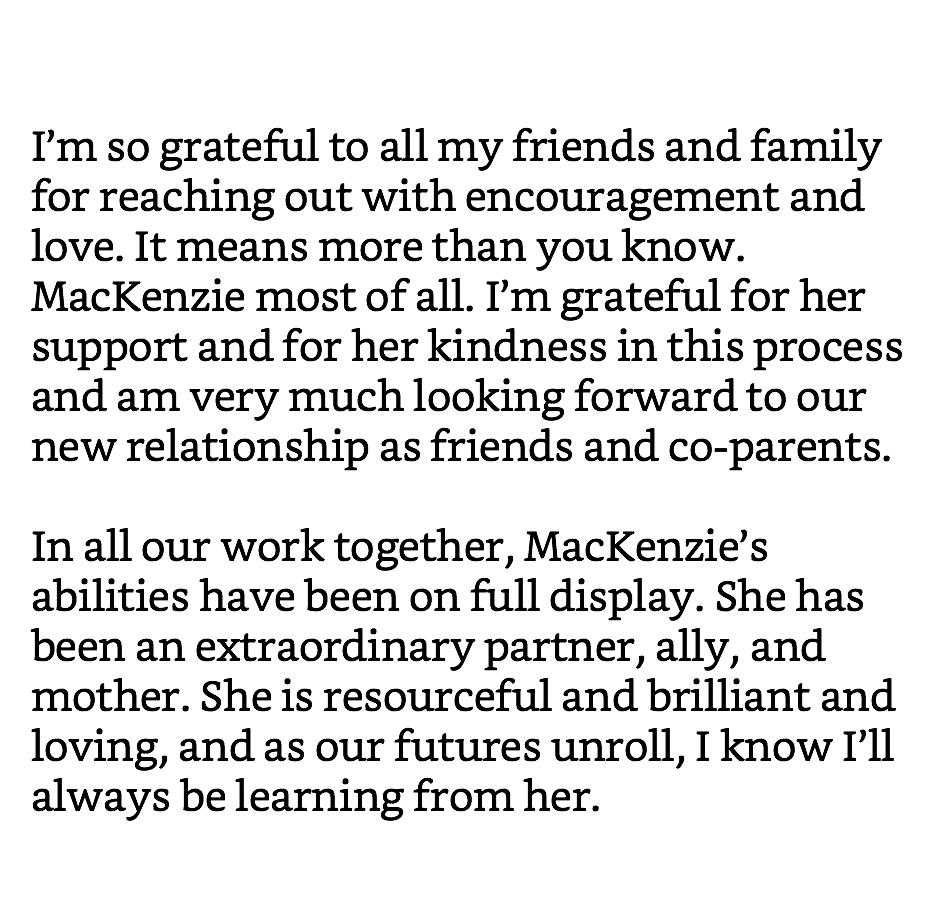 I’m so grateful to all my friends and family
for reaching out with encouragement and
love. It means more than you know.
MacKenzie most of all. I’m grateful for her
support and for her kindness in this process
and am very much looking forward to our
new relationship as friends and co-parents.
In all our work together, MacKenzie’s
abilities have been on full display. She has
been an extraordinary partner, ally, and
mother. She is resourceful and brilliant and
loving, and as our futures unroll, I know I’ll
always be learning from her.